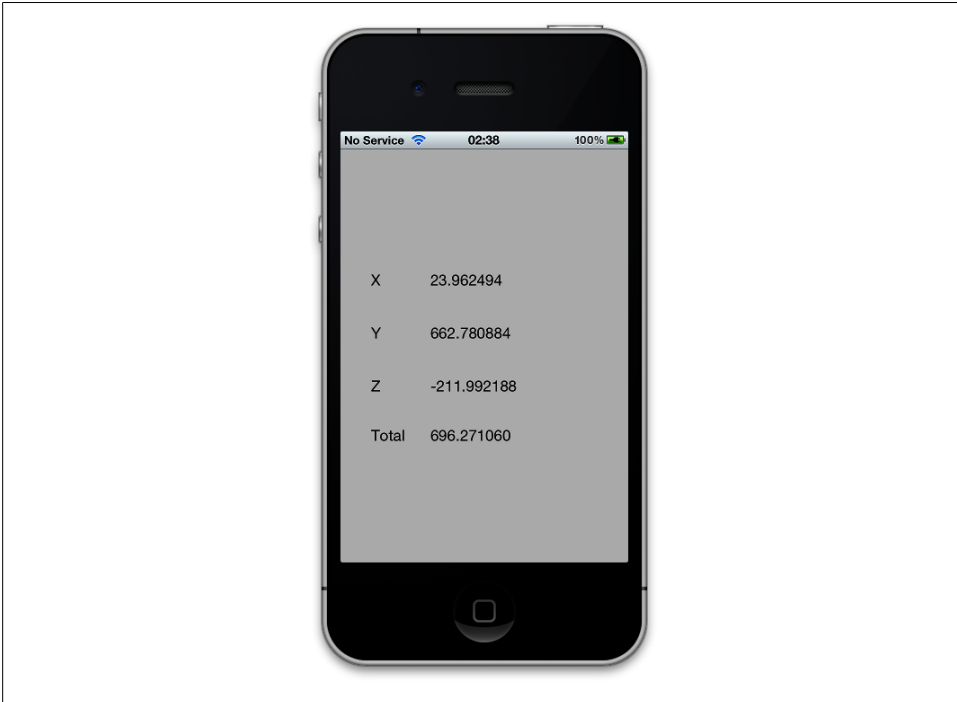 No Service 02:38 100%
X 23.962494
Y 662.780884
Z -211.992188
Total 696.271060